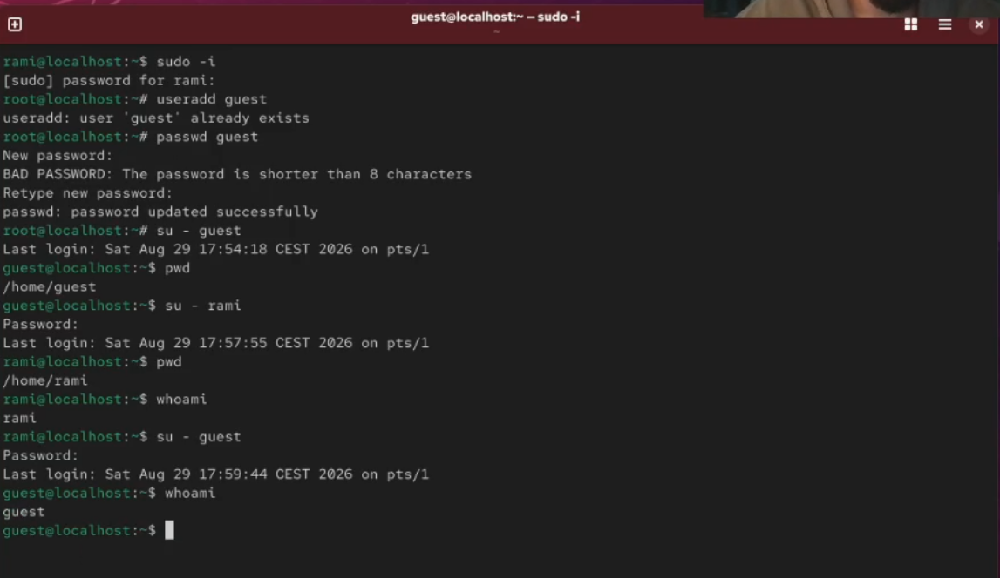 guest@localhost:~ — sudo -i
~
rami@localhost:~$ sudo -i
[sudo] password for rami:
root@localhost:~# useradd guest
useradd: user 'guest' already exists
root@localhost:~# passwd guest
New password:
BAD PASSWORD: The password is shorter than 8 characters
Retype new password:
passwd: password updated successfully
root@localhost:~# su - guest
Last login: Sat Aug 29 17:54:18 CEST 2026 on pts/1
guest@localhost:~$ pwd
/home/guest
guest@localhost:~$ su - rami
Password:
Last login: Sat Aug 29 17:57:55 CEST 2026 on pts/1
rami@localhost:~$ pwd
/home/rami
rami@localhost:~$ whoami
rami
rami@localhost:~$ su - guest
Password:
Last login: Sat Aug 29 17:59:44 CEST 2026 on pts/1
guest@localhost:~$ whoami
guest
guest@localhost:~$